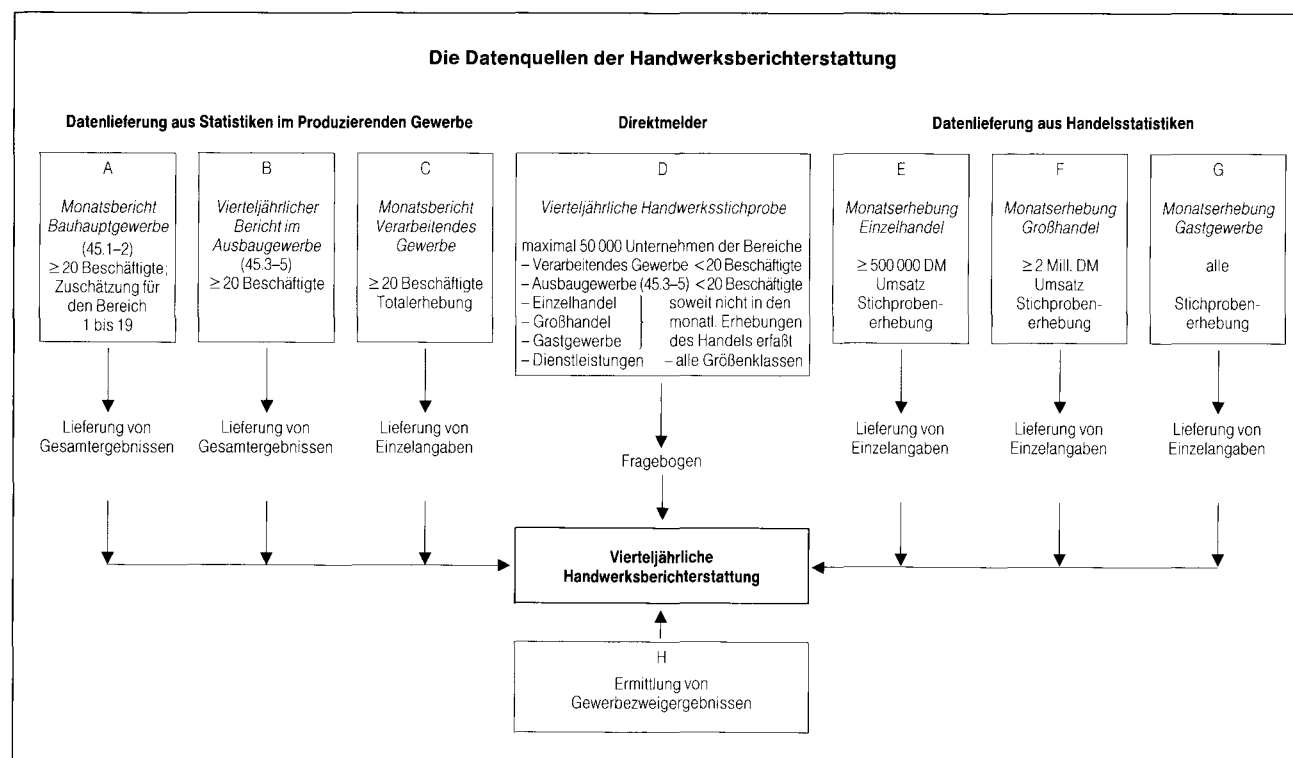 Die Datenquellen der Handwerksberichterstattung
Datenlieferung aus Statistiken im Produzierenden Gewerbe
A
Monatsbericht
Bauhauptgewerbe
(45.1–2)
≥ 20 Beschäftigte;
Zuschätzung für
den Bereich
1 bis 19
Lieferung von
Gesamtergebnissen
B
Vierteljährlicher
Bericht im
Ausbaugewerbe
(45.3–5)
≥ 20 Beschäftigte
Lieferung von
Gesamtergebnissen
C
Monatsbericht
Verarbeitendes
Gewerbe
≥ 20 Beschäftigte
Totalerhebung
Lieferung von
Einzelangaben
Direktmelder
D
Vierteljährliche Handwerksstichprobe
maximal 50 000 Unternehmen der Bereiche
– Verarbeitendes Gewerbe < 20 Beschäftigte
– Ausbaugewerbe (45.3–5) < 20 Beschäftigte
– Einzelhandel soweit nicht in den
– Großhandel monatl. Erhebungen
– Gastgewerbe des Handels erfaßt
– Dienstleistungen – alle Größenklassen
Fragebogen
Datenlieferung aus Handelsstatistiken
E
Monatserhebung
Einzelhandel
≥ 500 000 DM
Umsatz
Stichproben-
erhebung
Lieferung von
Einzelangaben
F
Monatserhebung
Großhandel
≥ 2 Mill. DM
Umsatz
Stichproben-
erhebung
Lieferung von
Einzelangaben
G
Monatserhebung
Gastgewerbe
alle
Stichproben-
erhebung
Lieferung von
Einzelangaben
Vierteljährliche
Handwerksberichterstattung
H
Ermittlung von
Gewerbezweigergebnissen